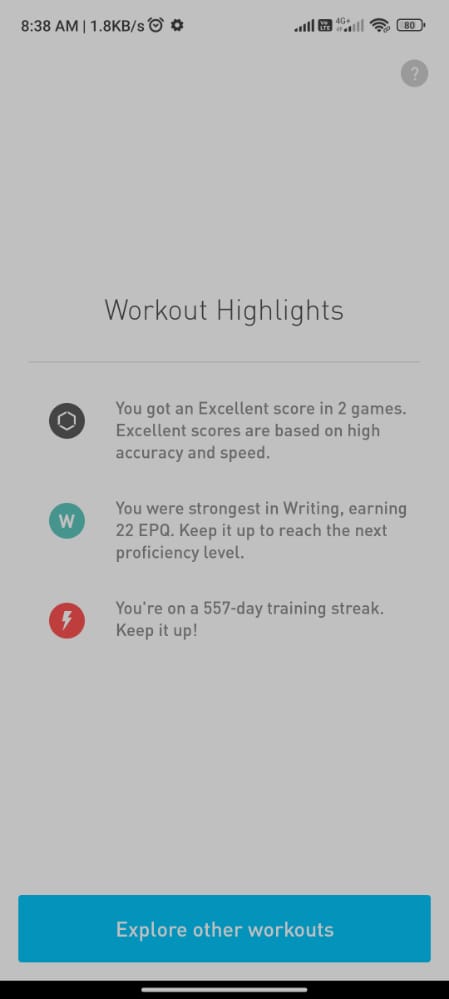 8:38 AM | 1.8KB/s
Vo LTE 4G+ 80
?
Workout Highlights
You got an Excellent score in 2 games.
Excellent scores are based on high
accuracy and speed.
W
You were strongest in Writing, earning
22 EPQ. Keep it up to reach the next
proficiency level.
You're on a 557-day training streak.
Keep it up!
Explore other workouts